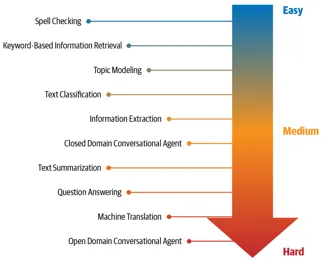 Easy
Spell Checking
Keyword-Based Information Retrieval
Topic Modeling
Text Classification
Information Extraction
Medium
Closed Domain Conversational Agent
Text Summarization
Question Answering
Machine Translation
Open Domain Conversational Agent
Hard